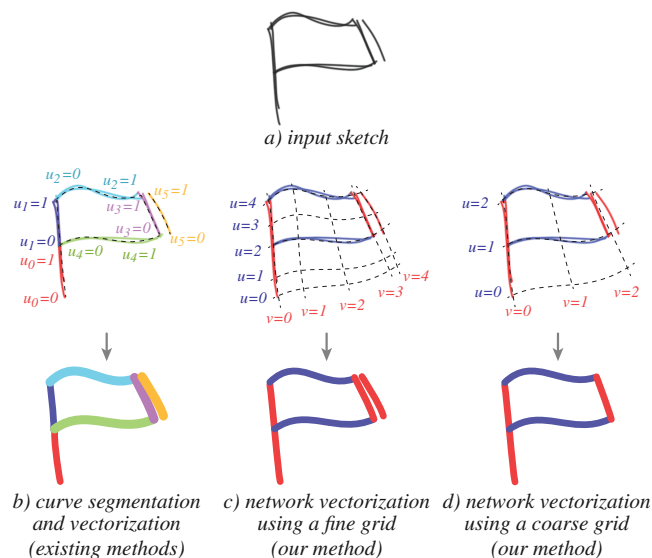 a) input sketch
u₂=0
u₂=1
u₁=1
u₃=1
u₅=1
u₃=0
u₁=0
u₄=0
u₄=1
u₅=0
u₀=1
u₀=0
u=4
u=3
u=2
u=1
u=0
v=0
v=1
v=2
v=3
v=4
u=2
u=1
u=0
v=0
v=1
v=2
b) curve segmentation
and vectorization
(existing methods)
c) network vectorization
using a fine grid
(our method)
d) network vectorization
using a coarse grid
(our method)